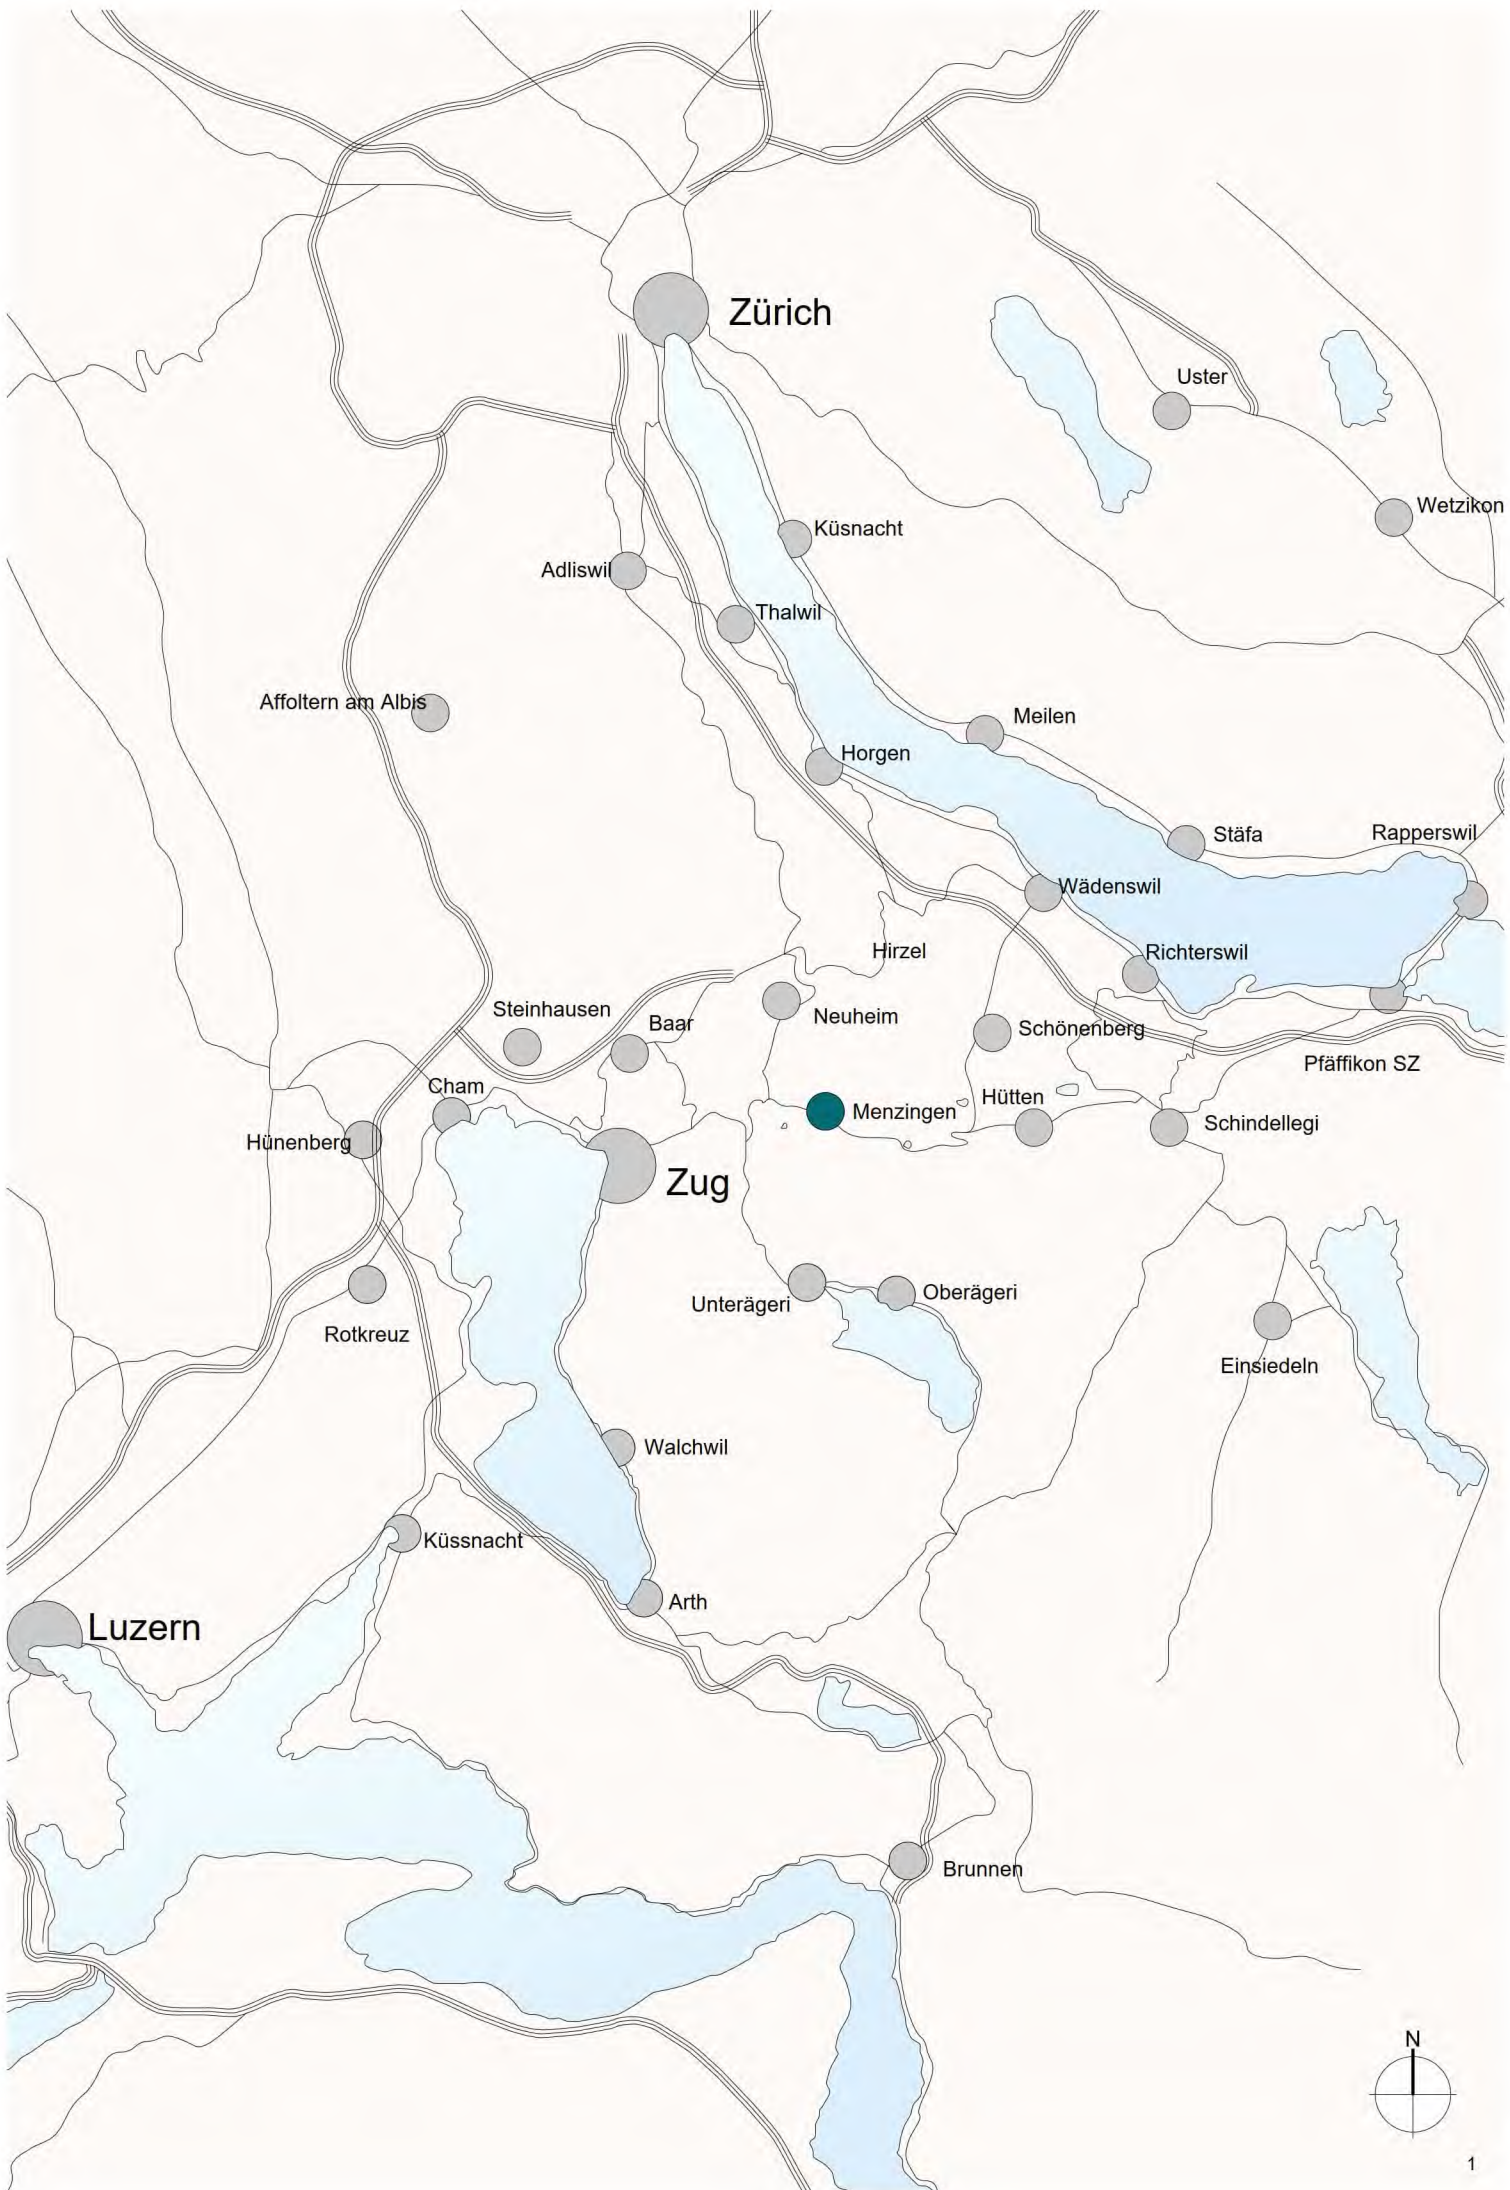 Zürich
Uster
Wetzikon
Küsnacht
Adliswil
Thalwil
Affoltern am Albis
Meilen
Horgen
Stäfa
Rapperswil
Wädenswil
Hirzel
Richterswil
Steinhausen
Baar
Neuheim
Schönenberg
Pfäffikon SZ
Cham
Hütten
Menzingen
Schindellegi
Hünenberg
Zug
Unterägeri
Oberägeri
Rotkreuz
Einsiedeln
Walchwil
Küssnacht
Arth
Luzern
Brunnen
N
1